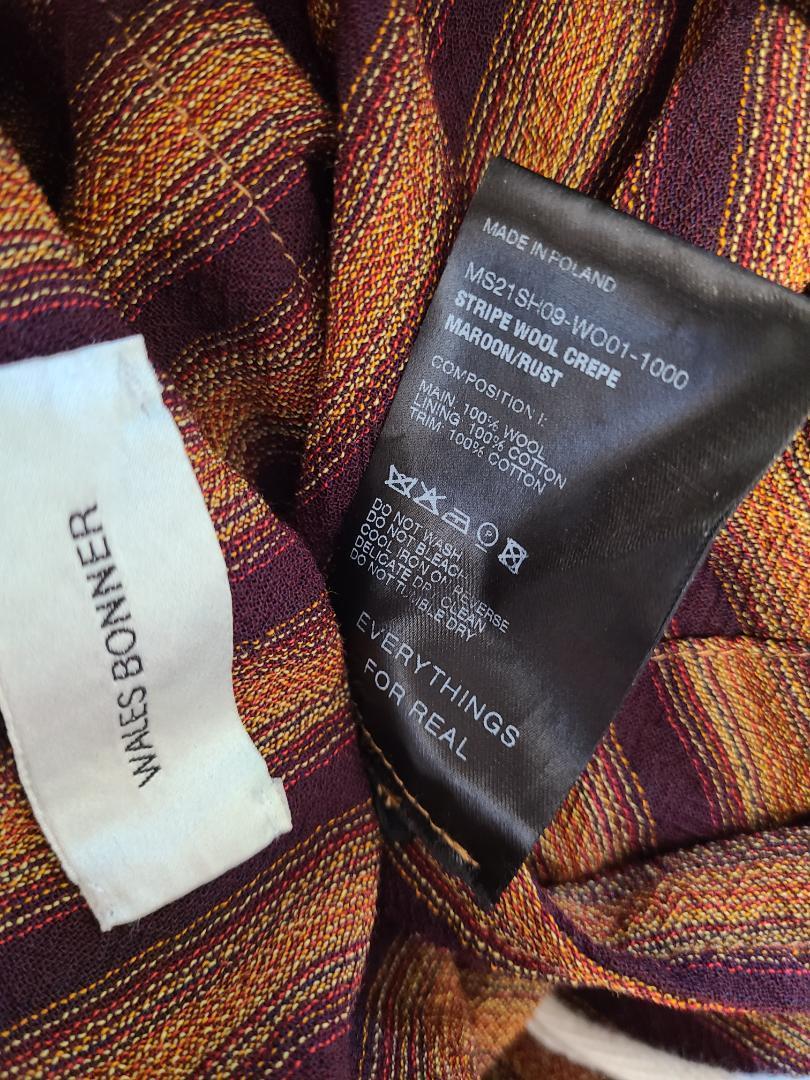 WALES BONNER
MADE IN POLAND
MS21SH09-WO01-1000
STRIPE WOOL CREPE
MAROON/RUST
COMPOSITION I:
MAIN: 100% WOOL
LINING: 100% COTTON
TRIM: 100% COTTON
DO NOT WASH
DO NOT BLEACH
COOL IRON ON REVERSE
DELICATE DRY CLEAN
DO NOT TUMBLE DRY
EVERYTHINGS
FOR REAL